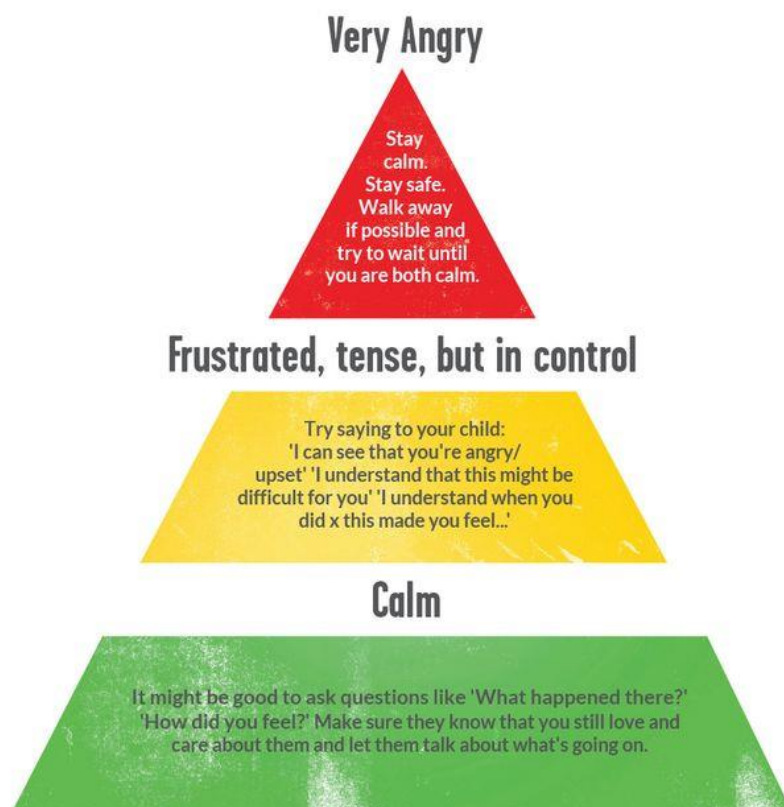 Very Angry
Stay
calm.
Stay safe.
Walk away
if possible and
try to wait until
you are both calm.
Frustrated, tense, but in control
Try saying to your child:
'I can see that you're angry/
upset' 'I understand that this might be
difficult for you' 'I understand when you
did x this made you feel...'
Calm
It might be good to ask questions like 'What happened there?'
'How did you feel?' Make sure they know that you still love and
care about them and let them talk about what's going on.